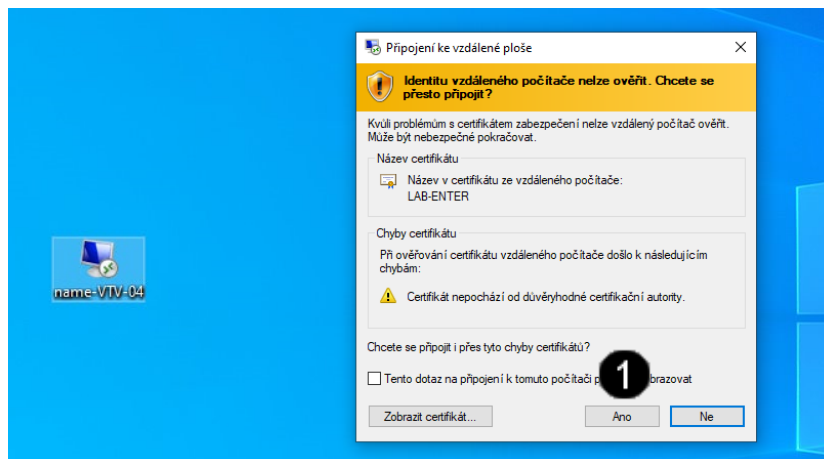 Připojení ke vzdálené ploše
Identitu vzdáleného počítače nelze ověřit. Chcete se
přesto připojit?
Kvůli problémům s certifikátem zabezpečení nelze vzdálený počítač ověřit.
Může být nebezpečné pokračovat.
Název certifikátu
Název v certifikátu ze vzdáleného počítače:
LAB-ENTER
Chyby certifikátu
Při ověřování certifikátu vzdáleného počítače došlo k následujícím
chybám:
Certifikát nepochází od důvěryhodné certifikační autority.
name-VTV-04
Chcete se připojit i přes tyto chyby certifikátů?
Tento dotaz na připojení k tomuto počítači
1
Zobrazit certifikát...
Ano
Ne